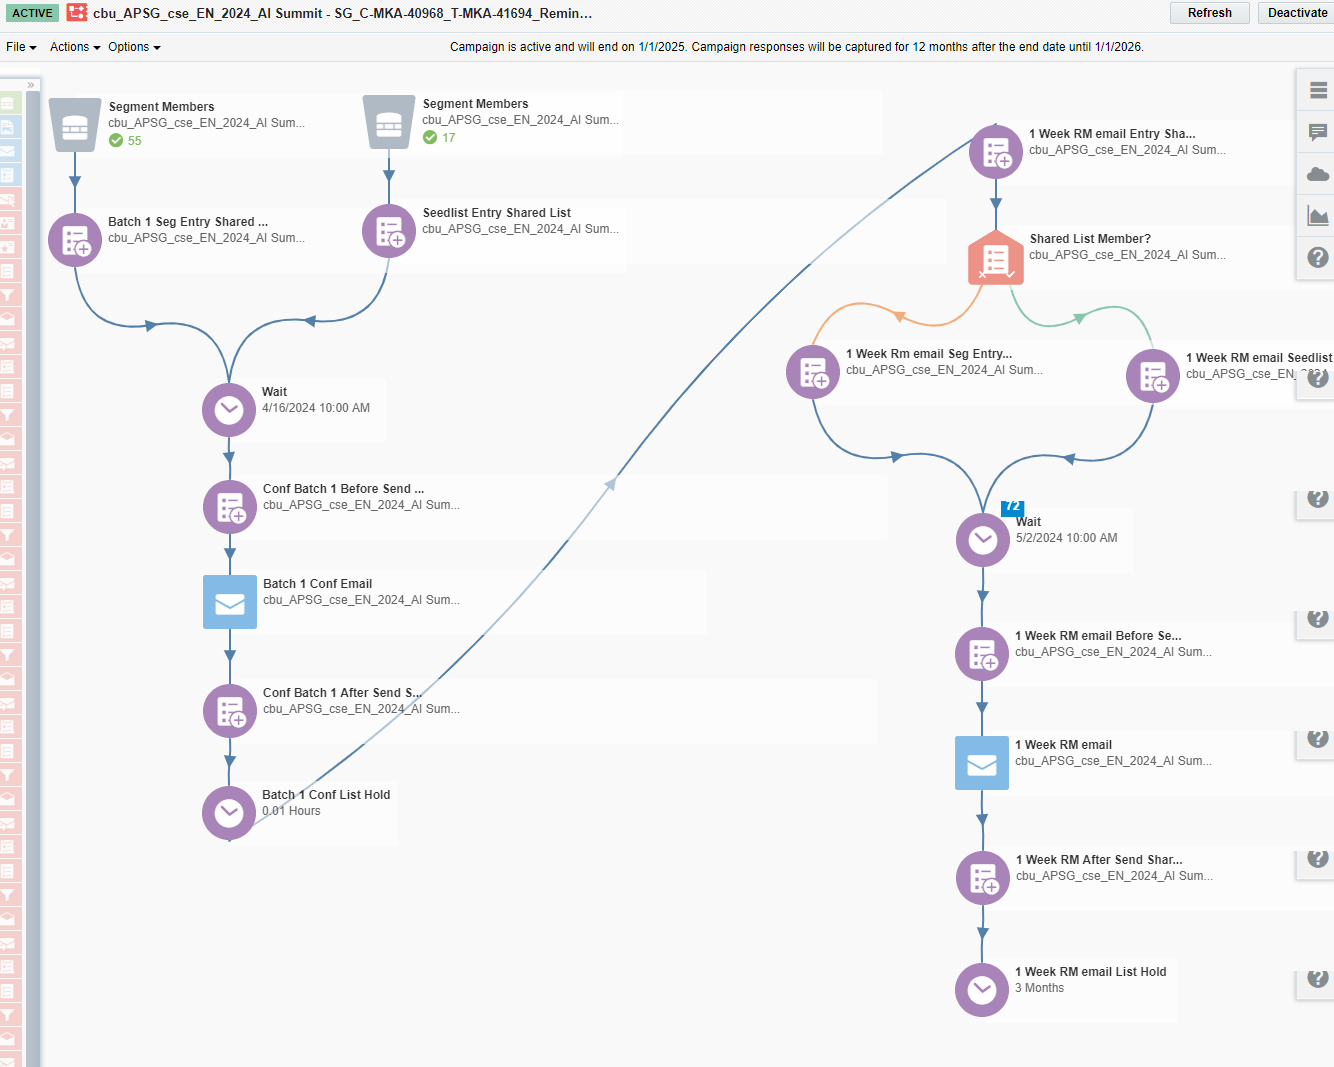 ACTIVE cbu_APSG_cse_EN_2024_AI Summit - SG_C-MKA-40968_T-MKA-41694_Remin... Refresh Deactivate
File Actions Options Campaign is active and will end on 1/1/2025. Campaign responses will be captured for 12 months after the end date until 1/1/2026.
Segment Members
cbu_APSG_cse_EN_2024_AI Sum...
55
Segment Members
cbu_APSG_cse_EN_2024_AI Sum...
17
Batch 1 Seg Entry Shared ...
cbu_APSG_cse_EN_2024_AI Sum...
Seedlist Entry Shared List
cbu_APSG_cse_EN_2024_AI Sum...
Wait
4/16/2024 10:00 AM
Conf Batch 1 Before Send ...
cbu_APSG_cse_EN_2024_AI Sum...
Batch 1 Conf Email
cbu_APSG_cse_EN_2024_AI Sum...
Conf Batch 1 After Send S...
cbu_APSG_cse_EN_2024_AI Sum...
Batch 1 Conf List Hold
0.01 Hours
1 Week RM email Entry Sha...
cbu_APSG_cse_EN_2024_AI Sum...
Shared List Member?
cbu_APSG_cse_EN_2024_AI Sum...
1 Week Rm email Seg Entry...
cbu_APSG_cse_EN_2024_AI Sum...
1 Week RM email Seedlist
cbu_APSG_cse_EN_2024
72
Wait
5/2/2024 10:00 AM
1 Week RM email Before Se...
cbu_APSG_cse_EN_2024_AI Sum...
1 Week RM email
cbu_APSG_cse_EN_2024_AI Sum...
1 Week RM After Send Shar...
cbu_APSG_cse_EN_2024_AI Sum...
1 Week RM email List Hold
3 Months